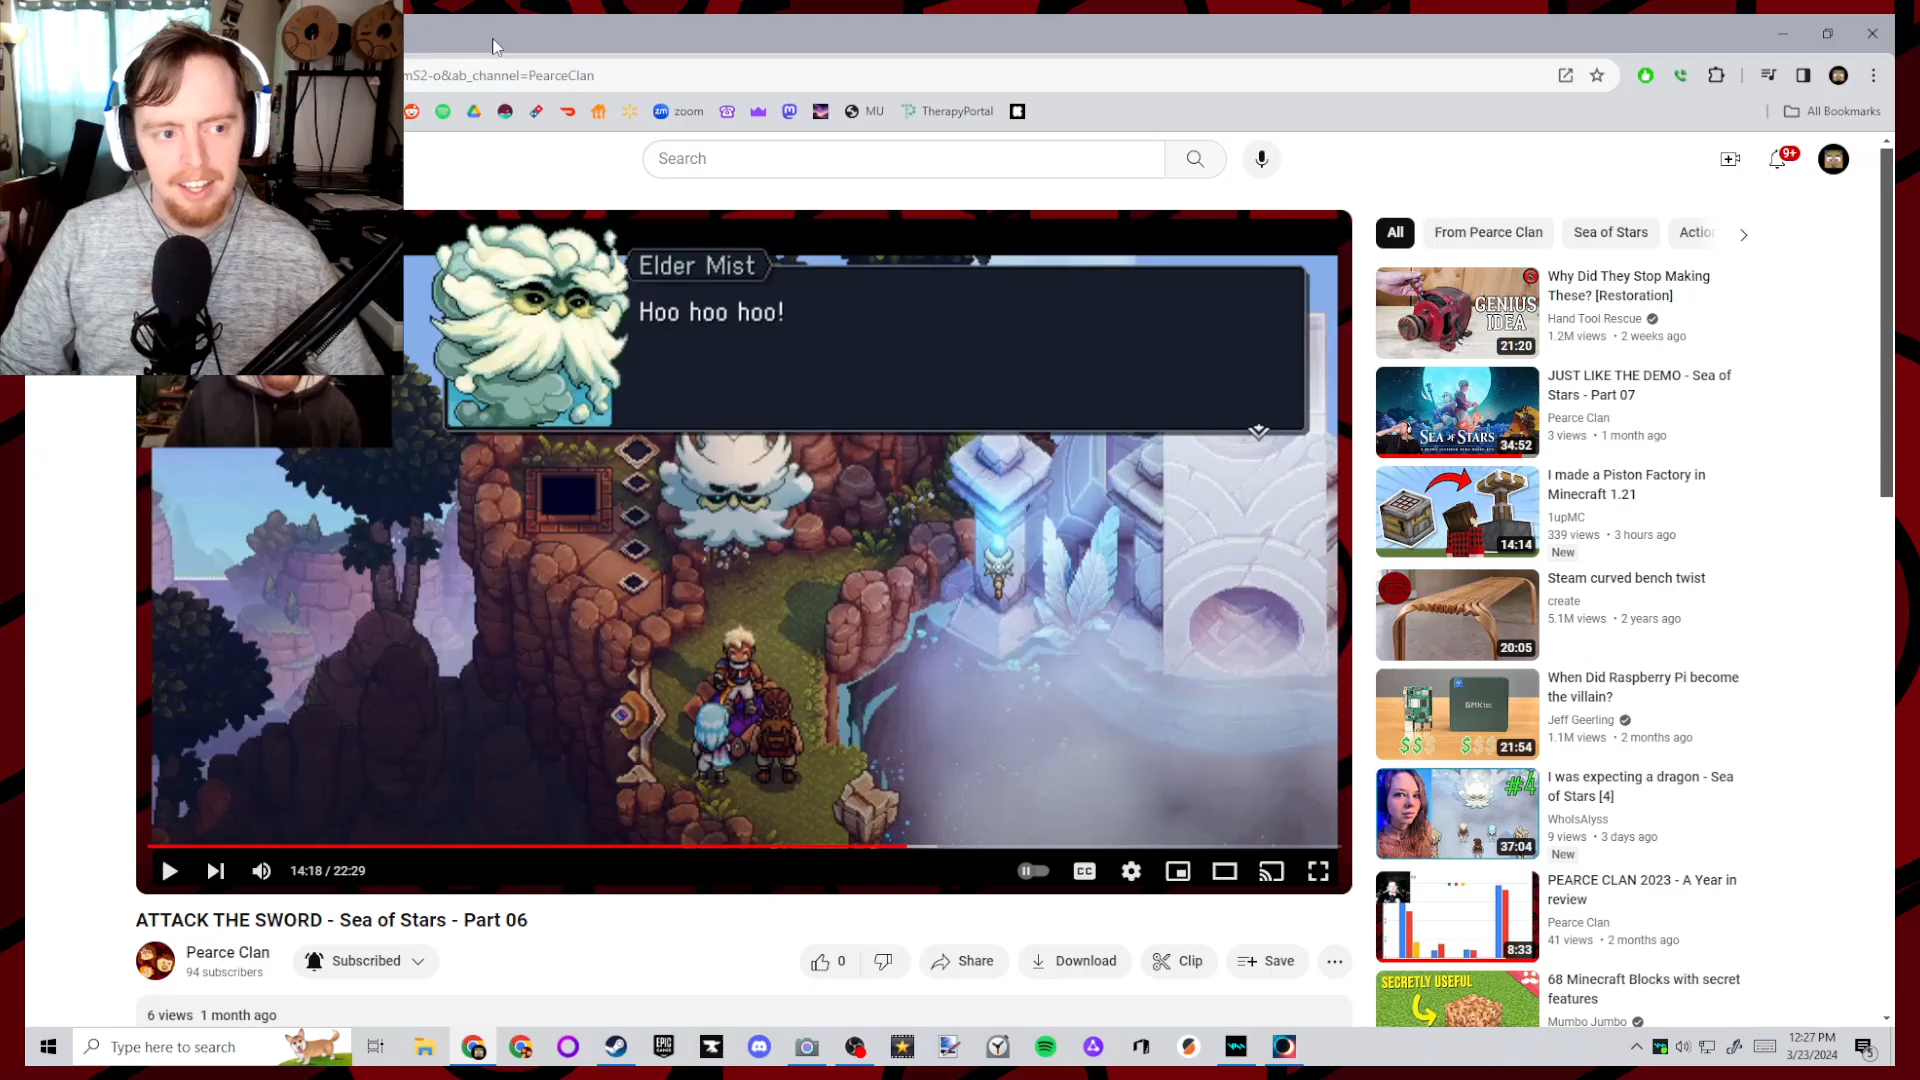 mS2-o&ab_channel=PearceClan
zm zoom
MU
TherapyPortal
All Bookmarks
Search
9+
Elder Mist
Hoo hoo hoo!
14:18 / 22:29
CC
ATTACK THE SWORD - Sea of Stars - Part 06
Pearce Clan
94 subscribers
Subscribed
0
Share
Download
Clip
Save
6 views 1 month ago
All
From Pearce Clan
Sea of Stars
Action
GENIUS
IDEA
21:20
Why Did They Stop Making
These? [Restoration]
Hand Tool Rescue
1.2M views • 2 weeks ago
SEA OF STARS
34:52
JUST LIKE THE DEMO - Sea of
Stars - Part 07
Pearce Clan
3 views • 1 month ago
14:14
I made a Piston Factory in
Minecraft 1.21
1upMC
339 views • 3 hours ago
New
20:05
Steam curved bench twist
create
5.1M views • 2 years ago
GMKtec
$$ $$$
21:54
When Did Raspberry Pi become
the villain?
Jeff Geerling
1.1M views • 2 months ago
#4
37:04
I was expecting a dragon - Sea
of Stars [4]
WhoIsAlyss
9 views • 3 days ago
New
8:33
PEARCE CLAN 2023 - A Year in
review
Pearce Clan
41 views • 2 months ago
SECRETLY USEFUL
68 Minecraft Blocks with secret
features
Mumbo Jumbo
Type here to search
EPIC
12:27 PM
3/23/2024
5